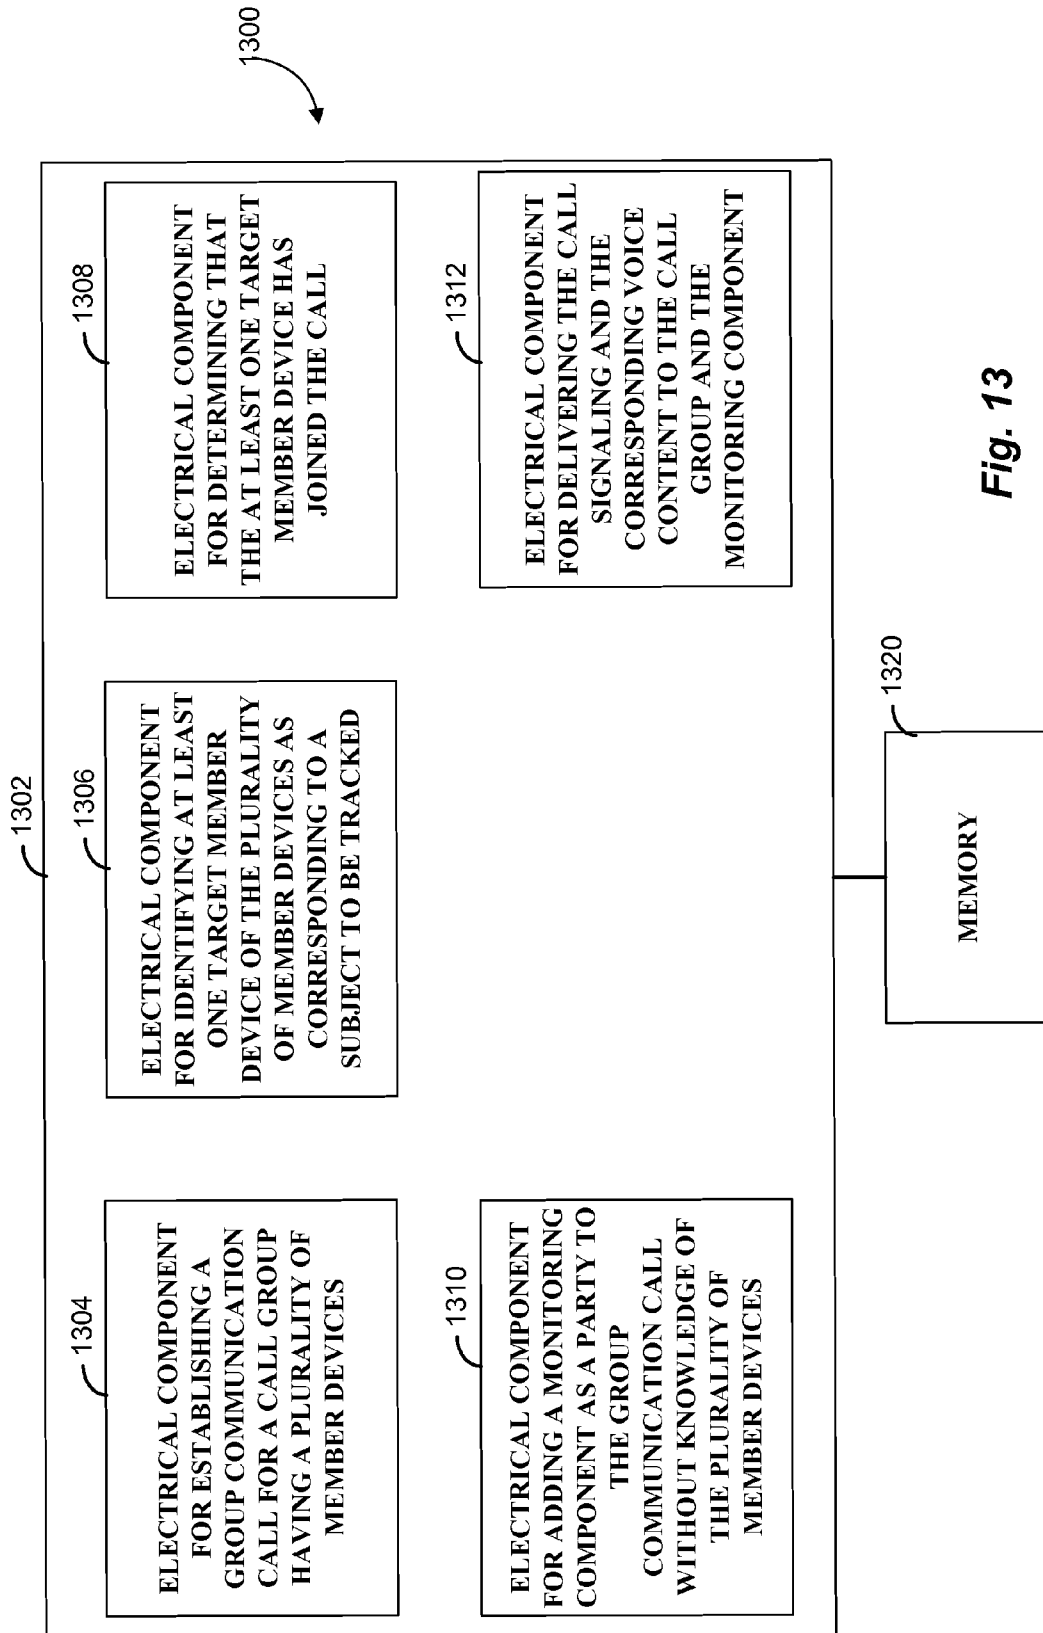 1300
1302
1304
ELECTRICAL COMPONENT
FOR ESTABLISHING A
GROUP COMMUNICATION
CALL FOR A CALL GROUP
HAVING A PLURALITY OF
MEMBER DEVICES
1306
ELECTRICAL COMPONENT
FOR IDENTIFYING AT LEAST
ONE TARGET MEMBER
DEVICE OF THE PLURALITY
OF MEMBER DEVICES AS
CORRESPONDING TO A
SUBJECT TO BE TRACKED
1308
ELECTRICAL COMPONENT
FOR DETERMINING THAT
THE AT LEAST ONE TARGET
MEMBER DEVICE HAS
JOINED THE CALL
1310
ELECTRICAL COMPONENT
FOR ADDING A MONITORING
COMPONENT AS A PARTY TO
THE GROUP
COMMUNICATION CALL
WITHOUT KNOWLEDGE OF
THE PLURALITY OF
MEMBER DEVICES
1312
ELECTRICAL COMPONENT
FOR DELIVERING THE CALL
SIGNALING AND THE
CORRESPONDING VOICE
CONTENT TO THE CALL
GROUP AND THE
MONITORING COMPONENT
1320
MEMORY
Fig. 13